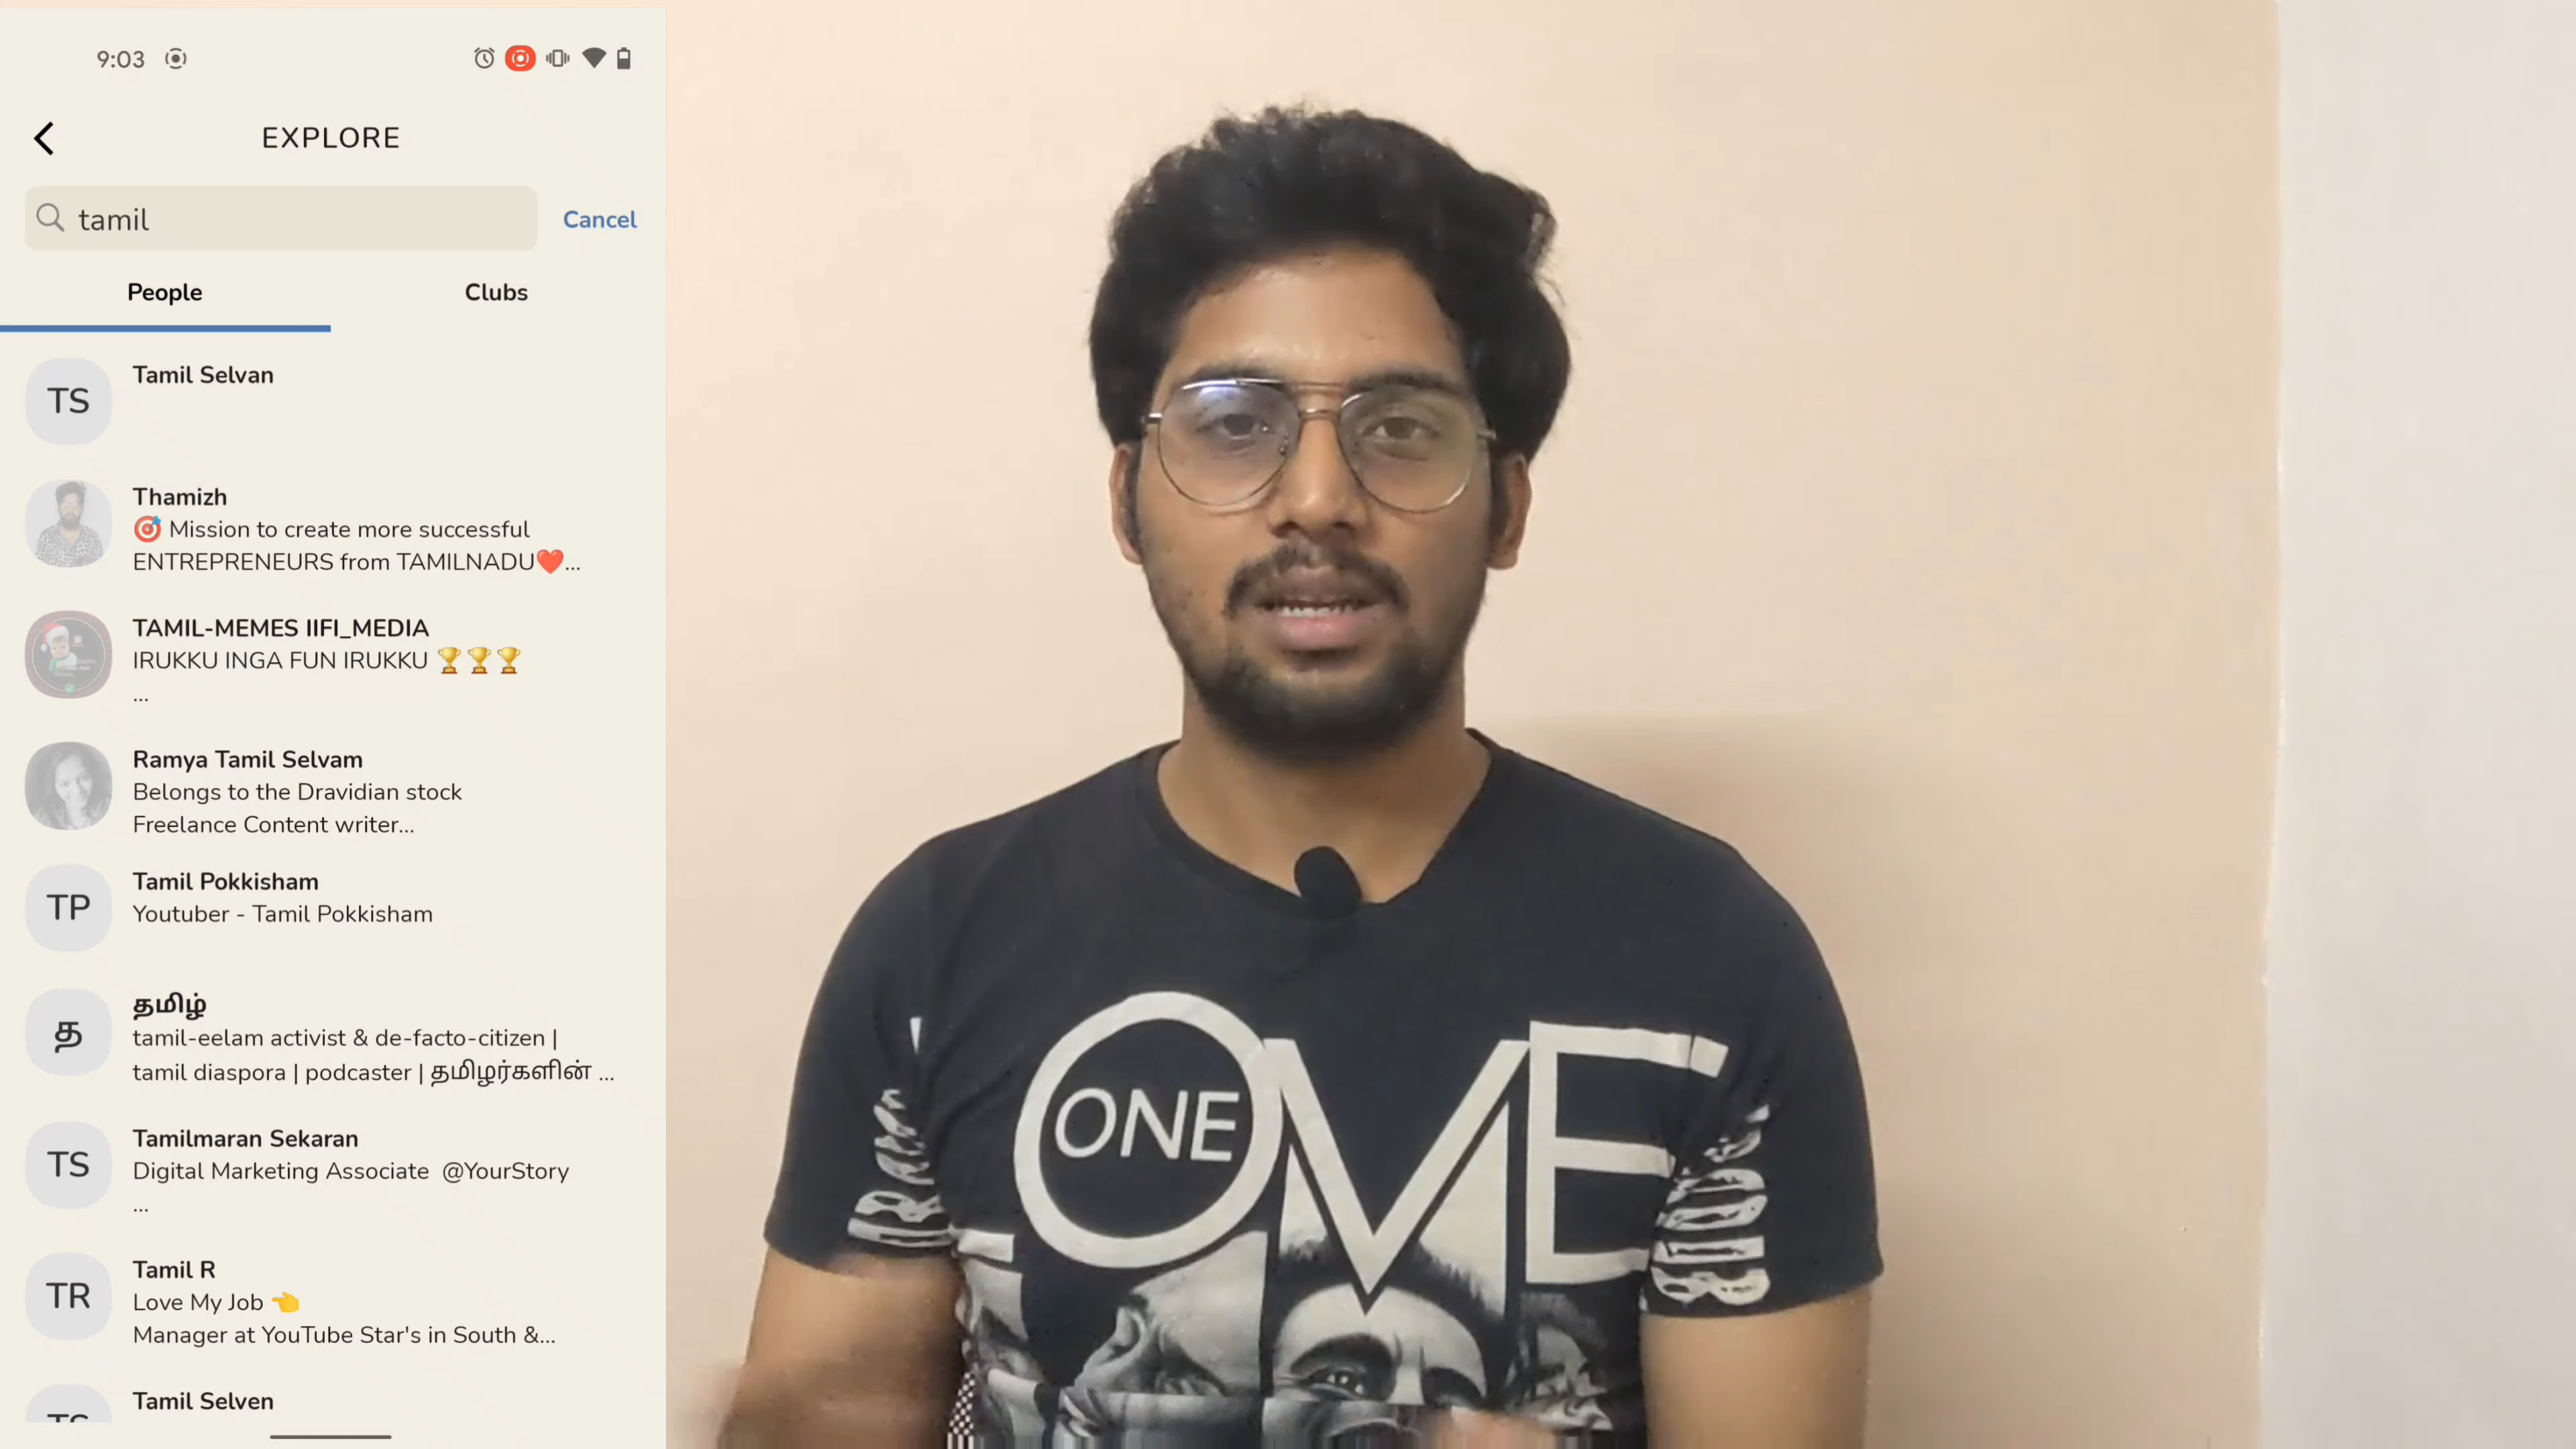 9:03
EXPLORE
tamil
Cancel
People
Clubs
TS
Tamil Selvan
Thamizh
🎯 Mission to create more successful
ENTREPRENEURS from TAMILNADU❤️...
TAMIL-MEMES IIFI_MEDIA
IRUKKU INGA FUN IRUKKU 🏆🏆🏆
...
Ramya Tamil Selvam
Belongs to the Dravidian stock
Freelance Content writer...
TP
Tamil Pokkisham
Youtuber - Tamil Pokkisham
த
தமிழ்
tamil-eelam activist & de-facto-citizen |
tamil diaspora | podcaster | தமிழர்களின் ...
TS
Tamilmaran Sekaran
Digital Marketing Associate @YourStory
...
TR
Tamil R
Love My Job 👈
Manager at YouTube Star's in South &...
TS
Tamil Selven
ONE
OVE